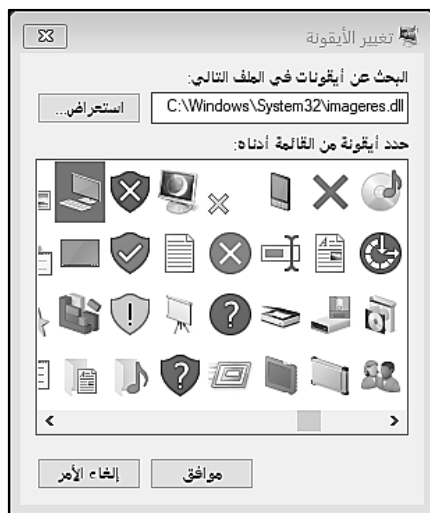 تغيير الأيقونة
البحث عن أيقونات في الملف التالي:
C:\Windows\System32\imageres.dll
استعراض...
حدد أيقونة من القائمة أدناه:
موافق
إلغاء الأمر